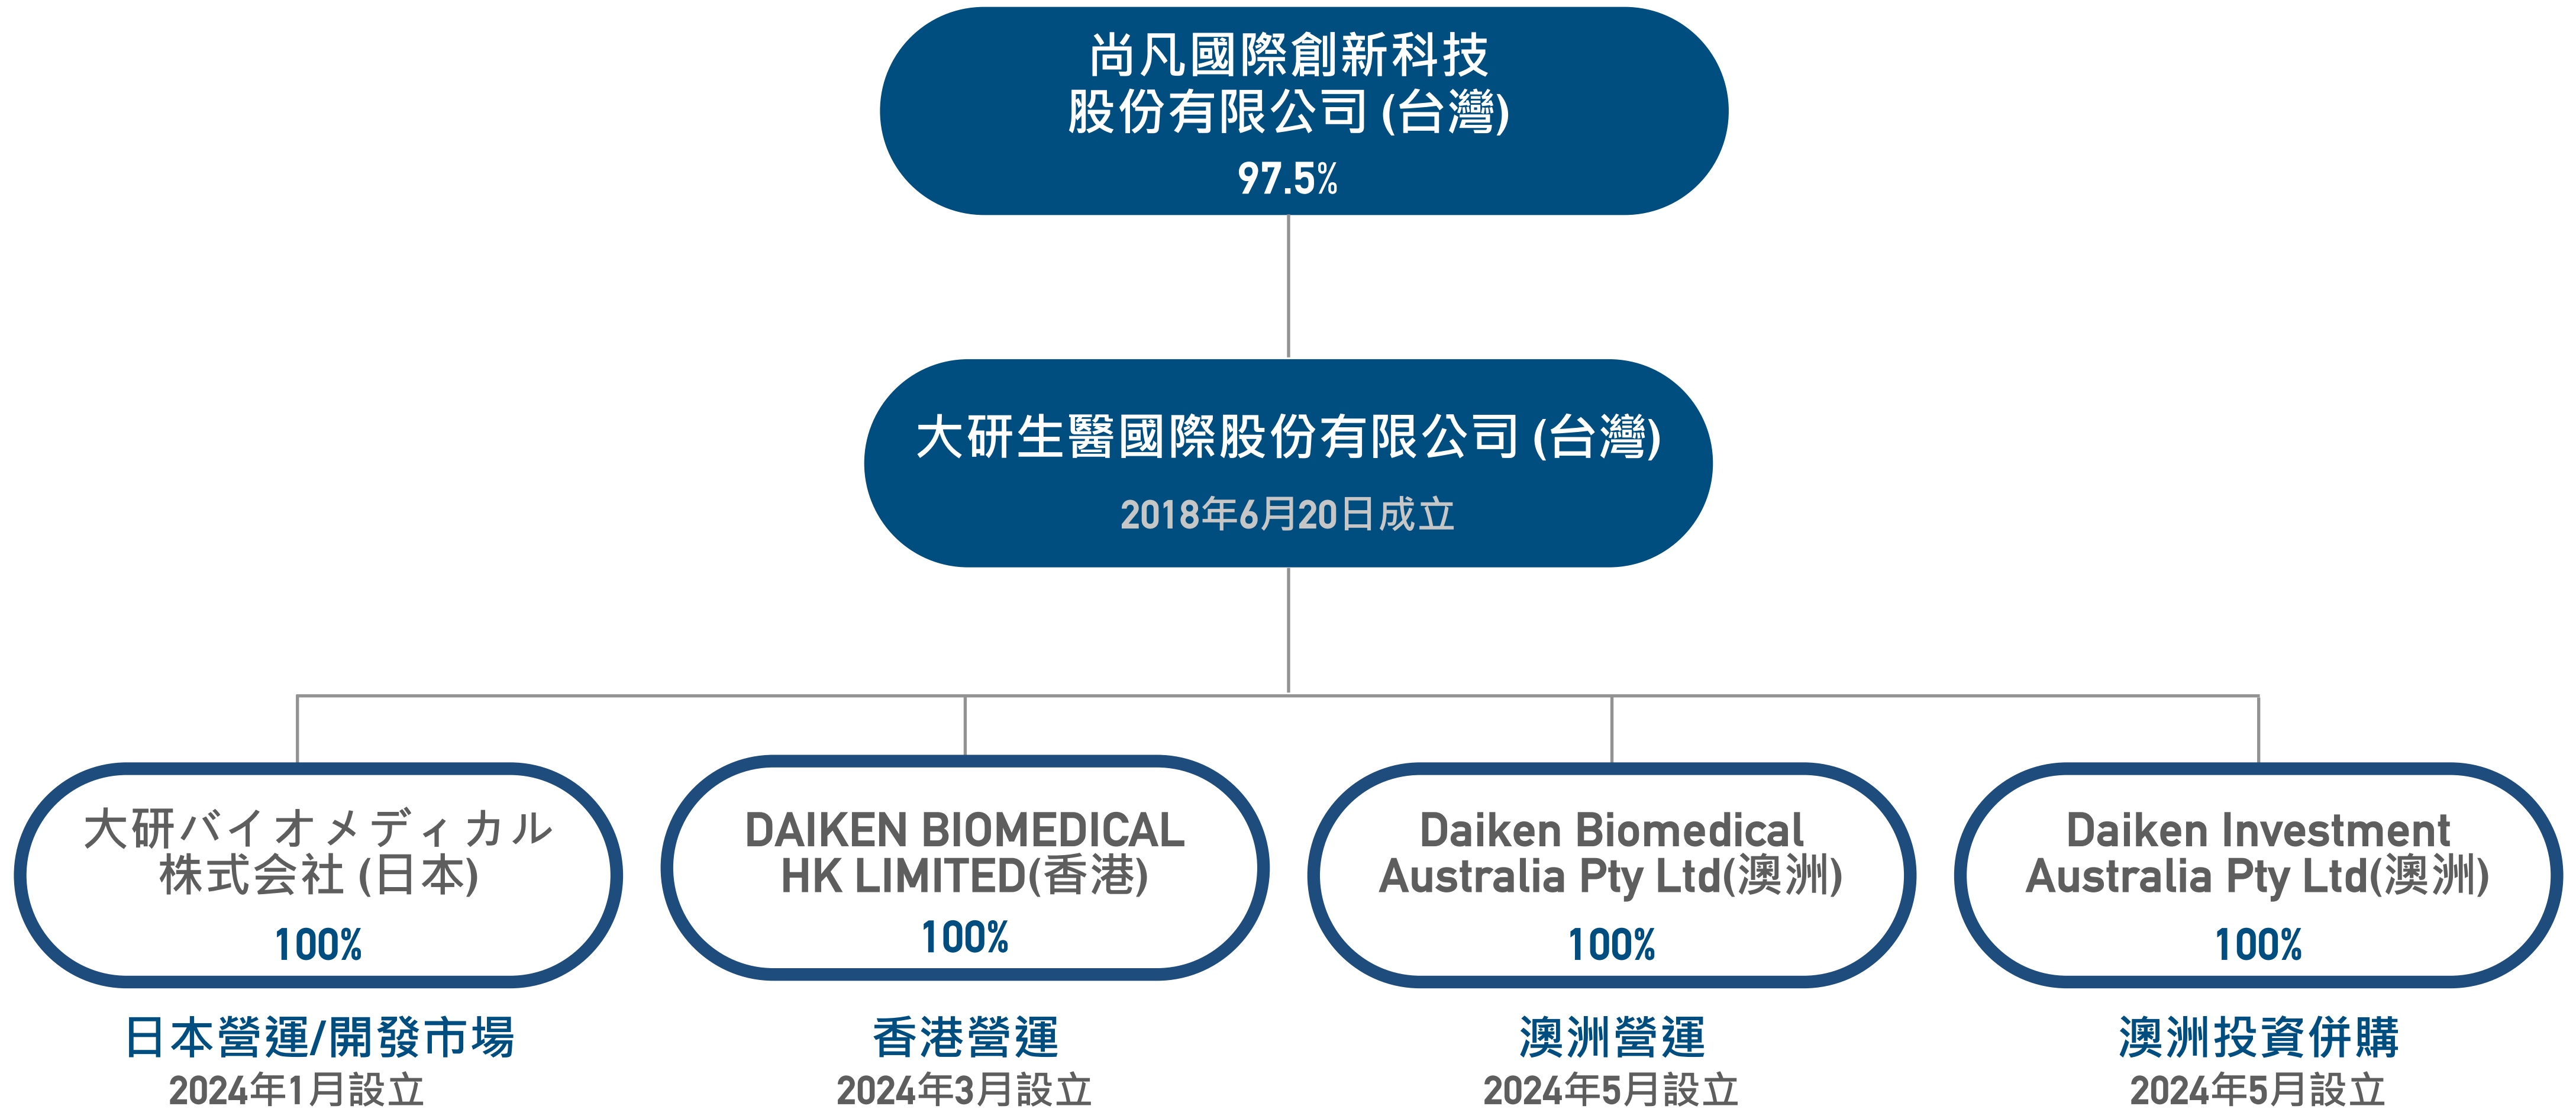 尚凡國際創新科技
股份有限公司 (台灣)
97.5%
大研生醫國際股份有限公司 (台灣)
2018年6月20日成立
大研バイオメディカル
株式会社 (日本)
100%
日本營運/開發市場
2024年1月設立
DAIKEN BIOMEDICAL
HK LIMITED(香港)
100%
香港營運
2024年3月設立
Daiken Biomedical
Australia Pty Ltd(澳洲)
100%
澳洲營運
2024年5月設立
Daiken Investment
Australia Pty Ltd(澳洲)
100%
澳洲投資併購
2024年5月設立